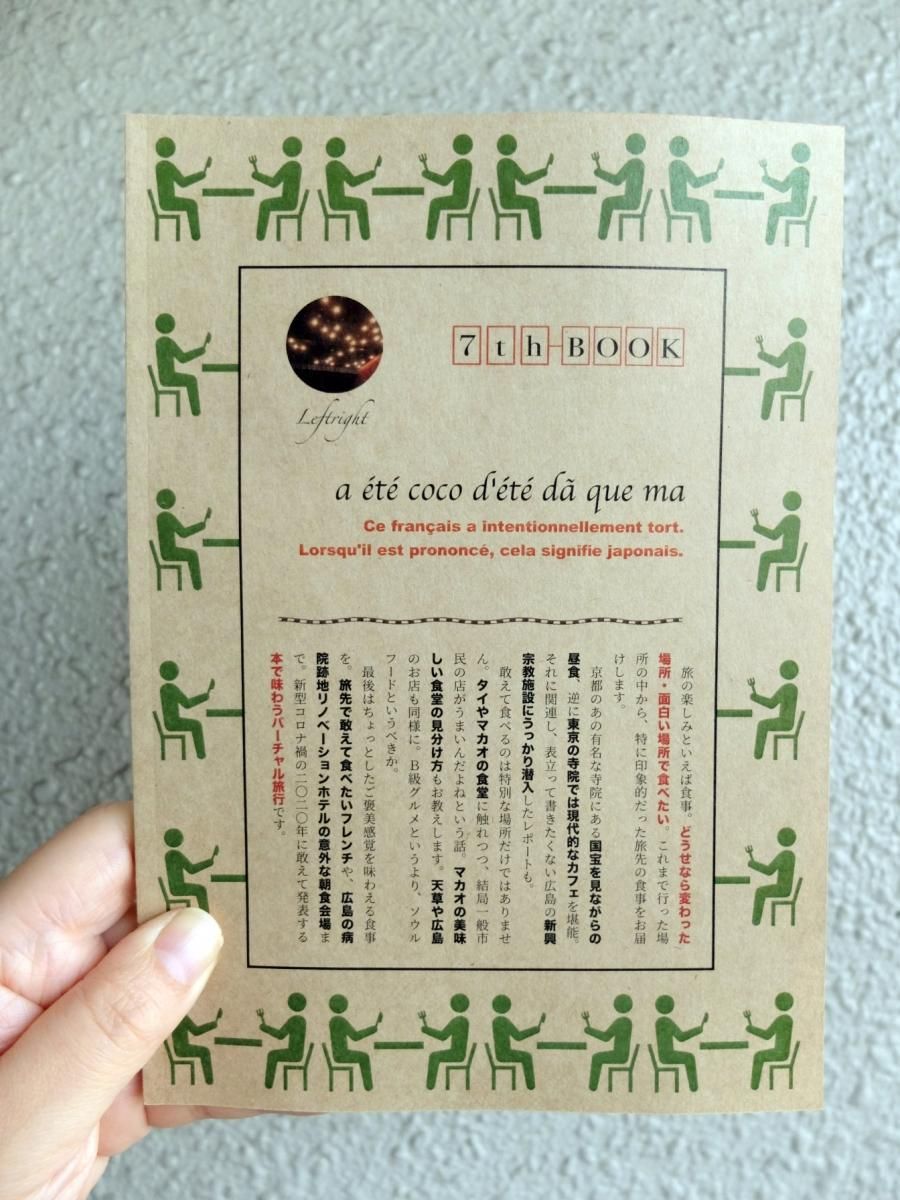 7th-BOOK
Leftright
a été coco d'été dã que ma
Ce français a intentionnellement tort.
Lorsqu'il est prononcé, cela signifie japonais.
旅の楽しみといえば食事。どうせなら変わった
場所・面白い場所で食べたい。これまで行った場
所の中から、特に印象的だった旅先の食事をお届
けします。
京都のあの有名な寺院にある国宝を見ながらの
昼食、逆に東京の寺院では現代的なカフェを堪能。
それに関連し、表立って書きたくない広島の新興
宗教施設にうっかり潜入したレポートも。
敢えて食べるのは特別な場所だけではありませ
ん。タイやマカオの食堂に触れつつ、結局一般市
民の店がうまいんだよねという話。マカオの美味
しい食堂の見分け方もお教えします。天草や広島
のお店も同様に。B級グルメというより、ソウル
フードというべきか。
最後はちょっとしたご褒美感覚を味わえる食事
を。旅先で敢えて食べたいフレンチや、広島の病
院跡地リノベーションホテルの意外な朝食会場ま
で。新型コロナ禍の二〇二〇年に敢えて発表する
本で味わうバーチャル旅行です。